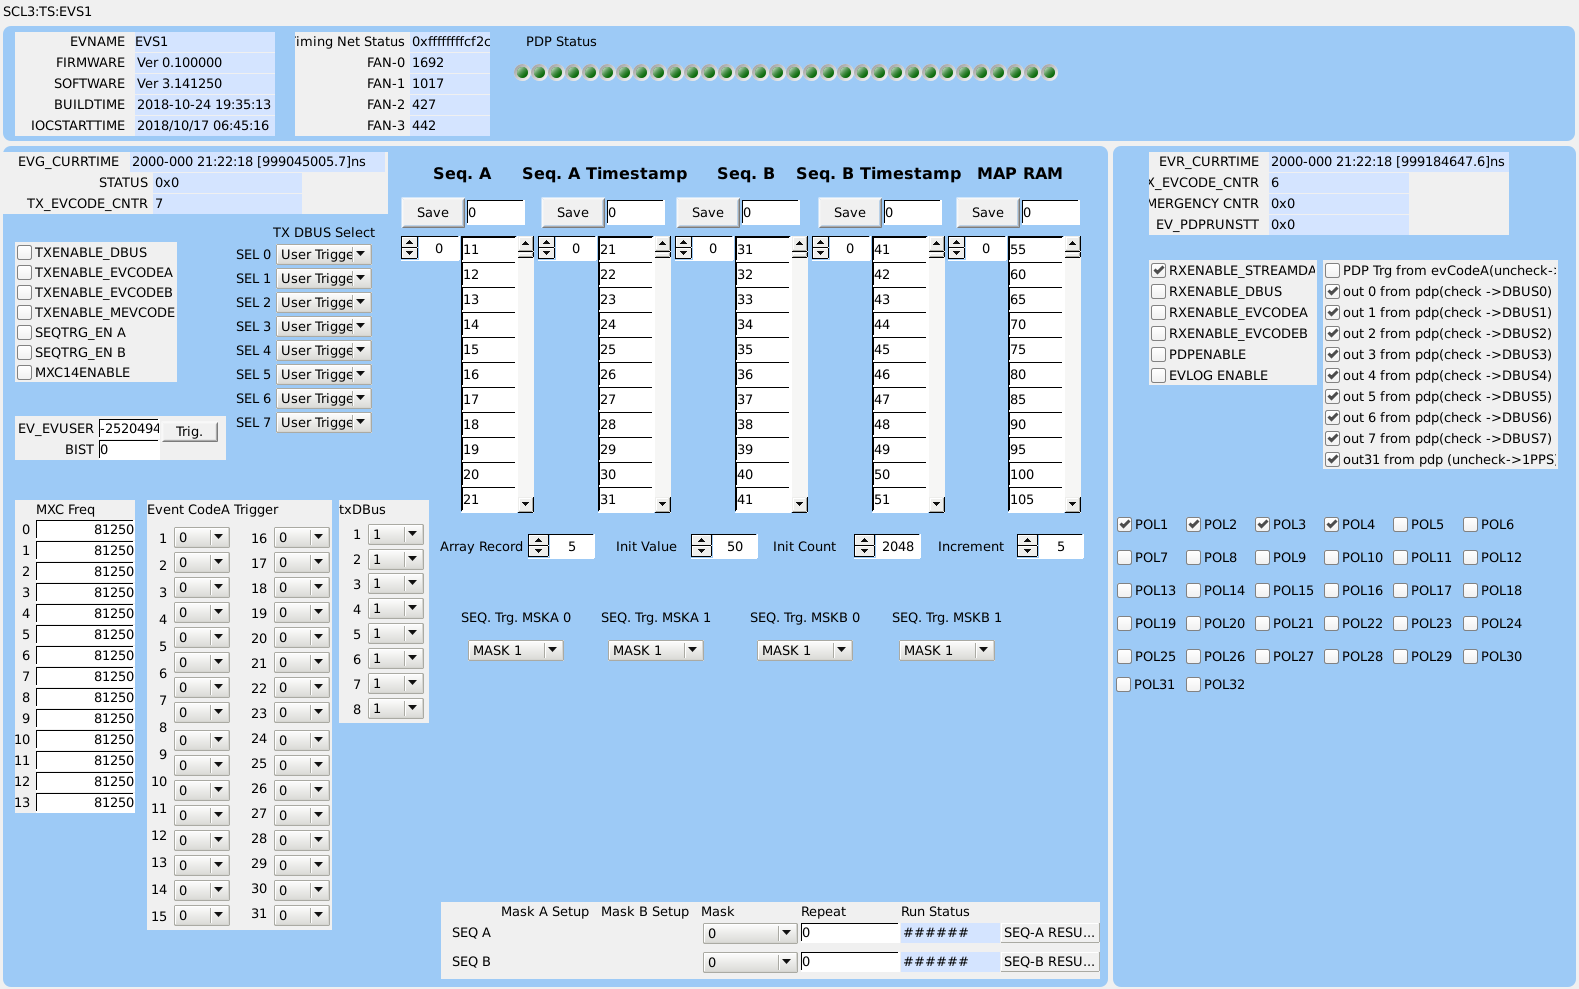 SCL3:TS:EVS1
EVNAME EVS1
FIRMWARE Ver 0.100000
SOFTWARE Ver 3.141250
BUILDTIME 2018-10-24 19:35:13
IOCSTARTTIME 2018/10/17 06:45:16
iming Net Status 0xffffffffcf2c
FAN-0 1692
FAN-1 1017
FAN-2 427
FAN-3 442
PDP Status
EVG_CURRTIME 2000-000 21:22:18 [999045005.7]ns
STATUS 0x0
TX_EVCODE_CNTR 7
TXENABLE_DBUS
TXENABLE_EVCODEA
TXENABLE_EVCODEB
TXENABLE_MEVCODE
SEQTRG_EN A
SEQTRG_EN B
MXC14ENABLE
TX DBUS Select
SEL 0 User Trigge
SEL 1 User Trigge
SEL 2 User Trigge
SEL 3 User Trigge
SEL 4 User Trigge
SEL 5 User Trigge
SEL 6 User Trigge
SEL 7 User Trigge
EV_EVUSER -2520494 Trig.
BIST 0
Seq. A Seq. A Timestamp Seq. B Seq. B Timestamp MAP RAM
Save 0 Save 0 Save 0 Save 0 Save 0
0 11 0 21 0 31 0 41 0 55
12 22 32 42 60
13 23 33 43 65
14 24 34 44 70
15 25 35 45 75
16 26 36 46 80
17 27 37 47 85
18 28 38 48 90
19 29 39 49 95
20 30 40 50 100
21 31 41 51 105
Array Record 5 Init Value 50 Init Count 2048 Increment 5
SEQ. Trg. MSKA 0 SEQ. Trg. MSKA 1 SEQ. Trg. MSKB 0 SEQ. Trg. MSKB 1
MASK 1 MASK 1 MASK 1 MASK 1
MXC Freq
0 81250
1 81250
2 81250
3 81250
4 81250
5 81250
6 81250
7 81250
8 81250
9 81250
10 81250
11 81250
12 81250
13 81250
Event CodeA Trigger
1 0 16 0
2 0 17 0
3 0 18 0
4 0 19 0
5 0 20 0
6 0 21 0
7 0 22 0
8 0 23 0
9 0 24 0
10 0 25 0
11 0 26 0
12 0 27 0
13 0 28 0
14 0 29 0
15 0 30 0
31 0
txDBus
1 1
2 1
3 1
4 1
5 1
6 1
7 1
8 1
Mask A Setup Mask B Setup Mask Repeat Run Status
SEQ A 0 0 ###### SEQ-A RESU...
SEQ B 0 0 ###### SEQ-B RESU...
EVR_CURRTIME 2000-000 21:22:18 [999184647.6]ns
X_EVCODE_CNTR 6
MERGENCY CNTR 0x0
EV_PDPRUNSTT 0x0
RXENABLE_STREAMDA
RXENABLE_DBUS
RXENABLE_EVCODEA
RXENABLE_EVCODEB
PDPENABLE
EVLOG ENABLE
PDP Trg from evCodeA(uncheck-:
out 0 from pdp(check ->DBUS0)
out 1 from pdp(check ->DBUS1)
out 2 from pdp(check ->DBUS2)
out 3 from pdp(check ->DBUS3)
out 4 from pdp(check ->DBUS4)
out 5 from pdp(check ->DBUS5)
out 6 from pdp(check ->DBUS6)
out 7 from pdp(check ->DBUS7)
out31 from pdp (uncheck->1PPS
POL1 POL2 POL3 POL4 POL5 POL6
POL7 POL8 POL9 POL10 POL11 POL12
POL13 POL14 POL15 POL16 POL17 POL18
POL19 POL20 POL21 POL22 POL23 POL24
POL25 POL26 POL27 POL28 POL29 POL30
POL31 POL32